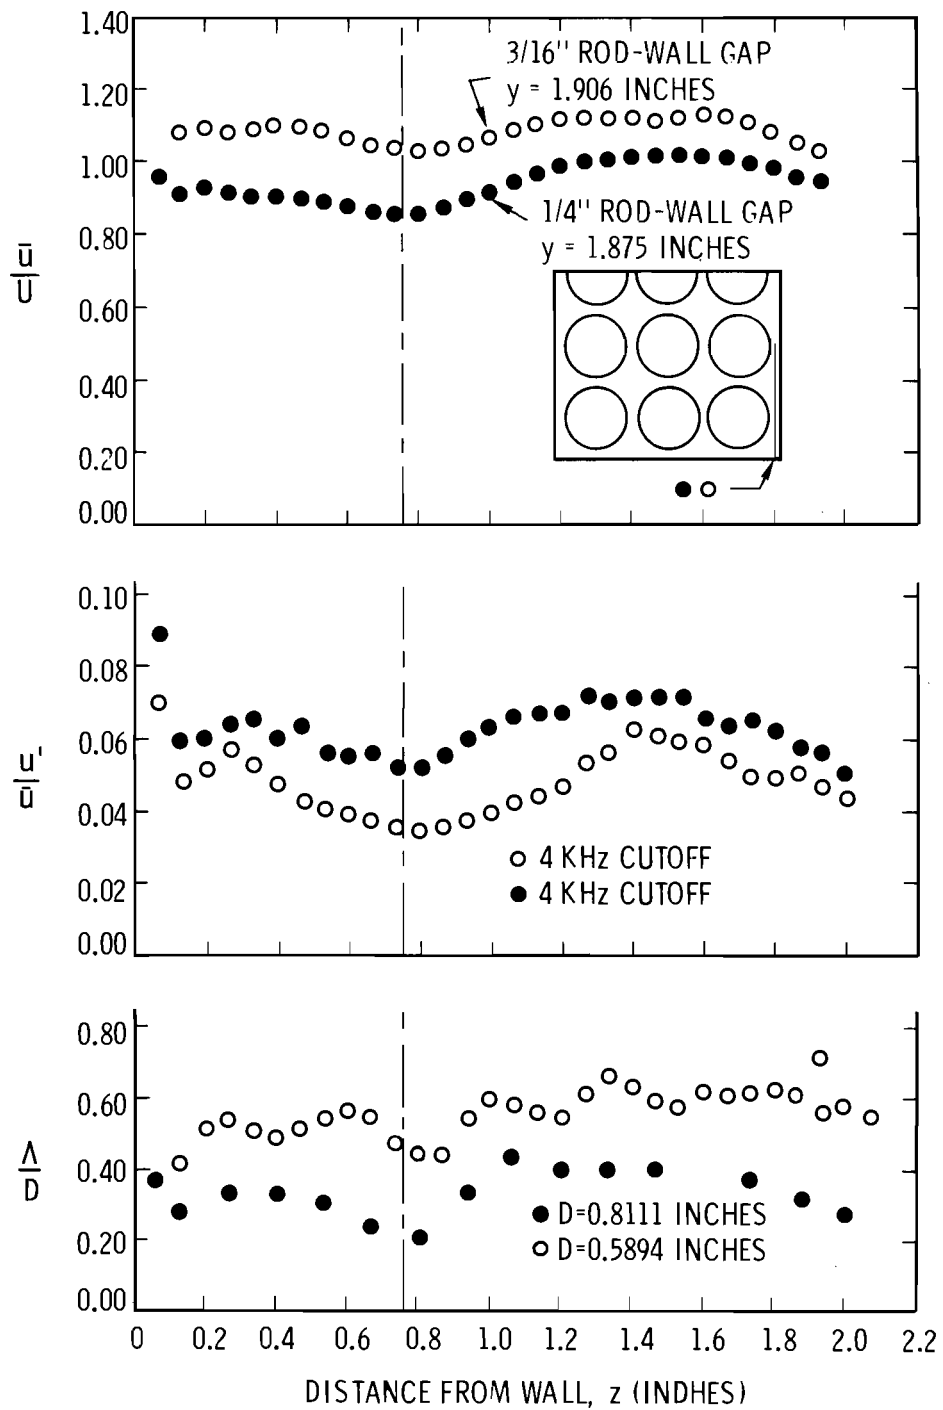 1.40
1.20
1.00
0.80
0.60
0.40
0.20
0.00
ū
U
3/16" ROD-WALL GAP
y = 1.906 INCHES
1/4" ROD-WALL GAP
y = 1.875 INCHES
0.10
0.08
0.06
0.04
0.02
0.00
u'
ū
4 KHz CUTOFF
4 KHz CUTOFF
0.80
0.60
0.40
0.20
0.00
Λ
D
D=0.8111 INCHES
D=0.5894 INCHES
0 0.2 0.4 0.6 0.8 1.0 1.2 1.4 1.6 1.8 2.0 2.2
DISTANCE FROM WALL, z (INDHES)